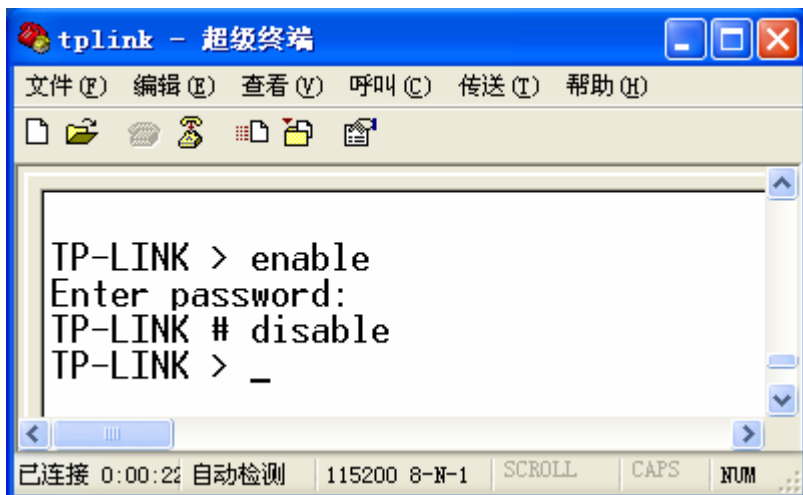 tplink - 超级终端
文件(F) 编辑(E) 查看(V) 呼叫(C) 传送(T) 帮助(H)
TP-LINK > enable
Enter password:
TP-LINK # disable
TP-LINK > _
已连接 0:00:22 自动检测 115200 8-N-1 SCROLL CAPS NUM